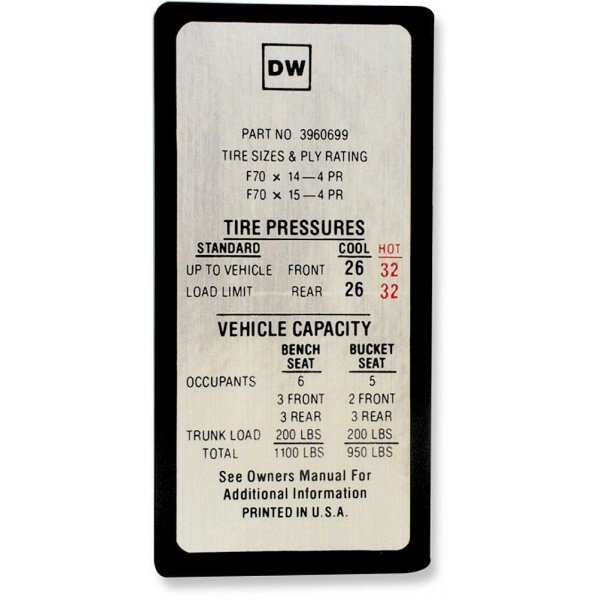 DW
PART NO. 3960699
TIRE SIZES & PLY RATING
F70 × 14—4 PR
F70 × 15—4 PR
TIRE PRESSURES
STANDARD COOL HOT
UP TO VEHICLE FRONT 26 32
LOAD LIMIT REAR 26 32
VEHICLE CAPACITY
BENCH BUCKET
SEAT SEAT
OCCUPANTS 6 5
3 FRONT 2 FRONT
3 REAR 3 REAR
TRUNK LOAD 200 LBS 200 LBS
TOTAL 1100 LBS 950 LBS
See Owners Manual For
Additional Information
PRINTED IN U.S.A.